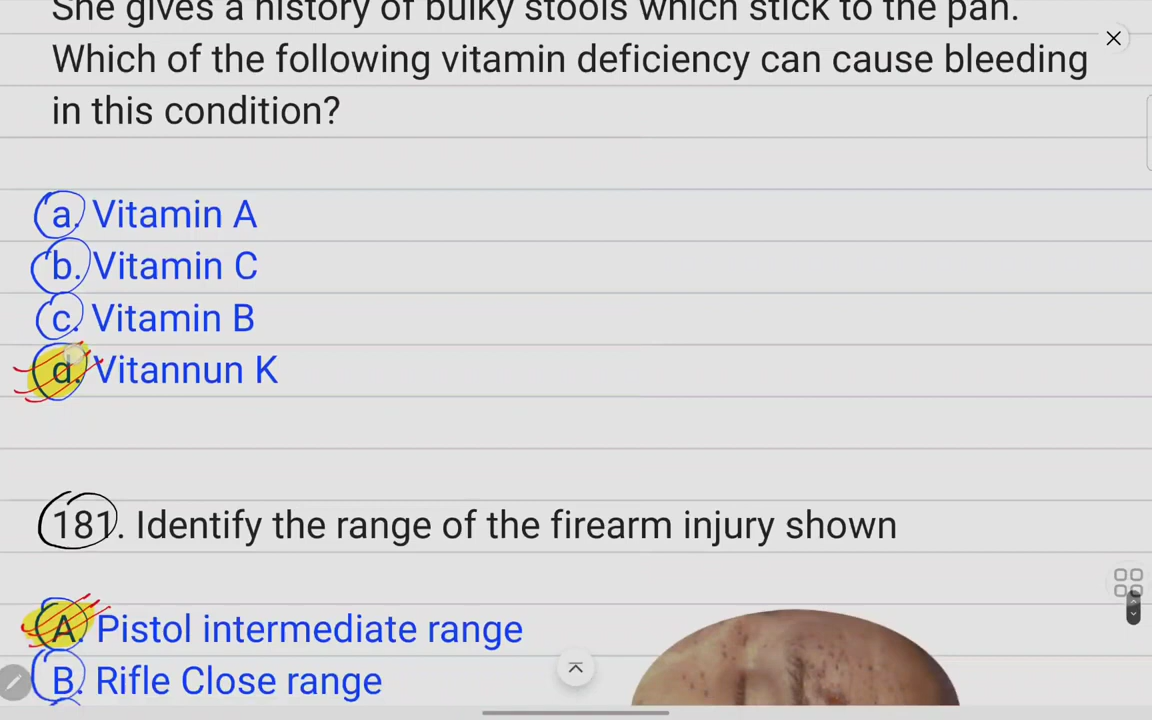 She gives a history of bulky stools which stick to the pan.
Which of the following vitamin deficiency can cause bleeding
in this condition?
a. Vitamin A
b. Vitamin C
c. Vitamin B
d. Vitannun K
181. Identify the range of the firearm injury shown
A. Pistol intermediate range
B. Rifle Close range